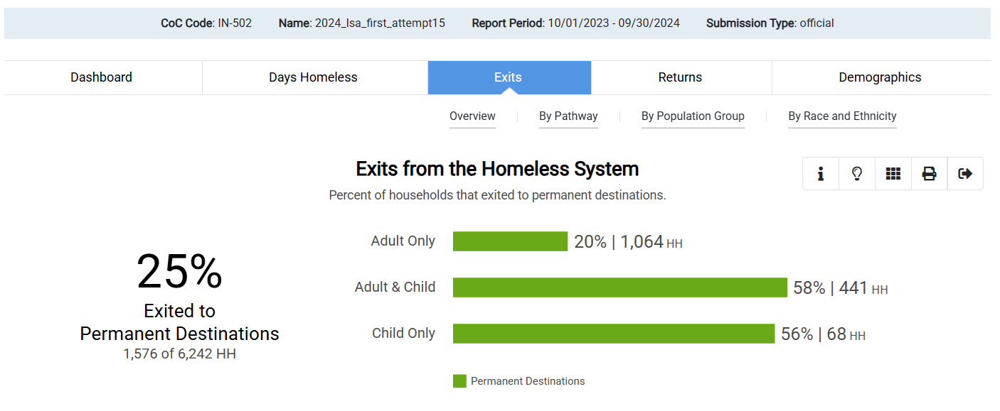 CoC Code: IN-502 Name: 2024_lsa_first_attempt15 Report Period: 10/01/2023 - 09/30/2024 Submission Type: official
Dashboard Days Homeless Exits Returns Demographics
Overview By Pathway By Population Group By Race and Ethnicity
Exits from the Homeless System
Percent of households that exited to permanent destinations.
25%
Exited to
Permanent Destinations
1,576 of 6,242 HH
Adult Only 20% | 1,064 HH
Adult & Child 58% | 441 HH
Child Only 56% | 68 HH
Permanent Destinations